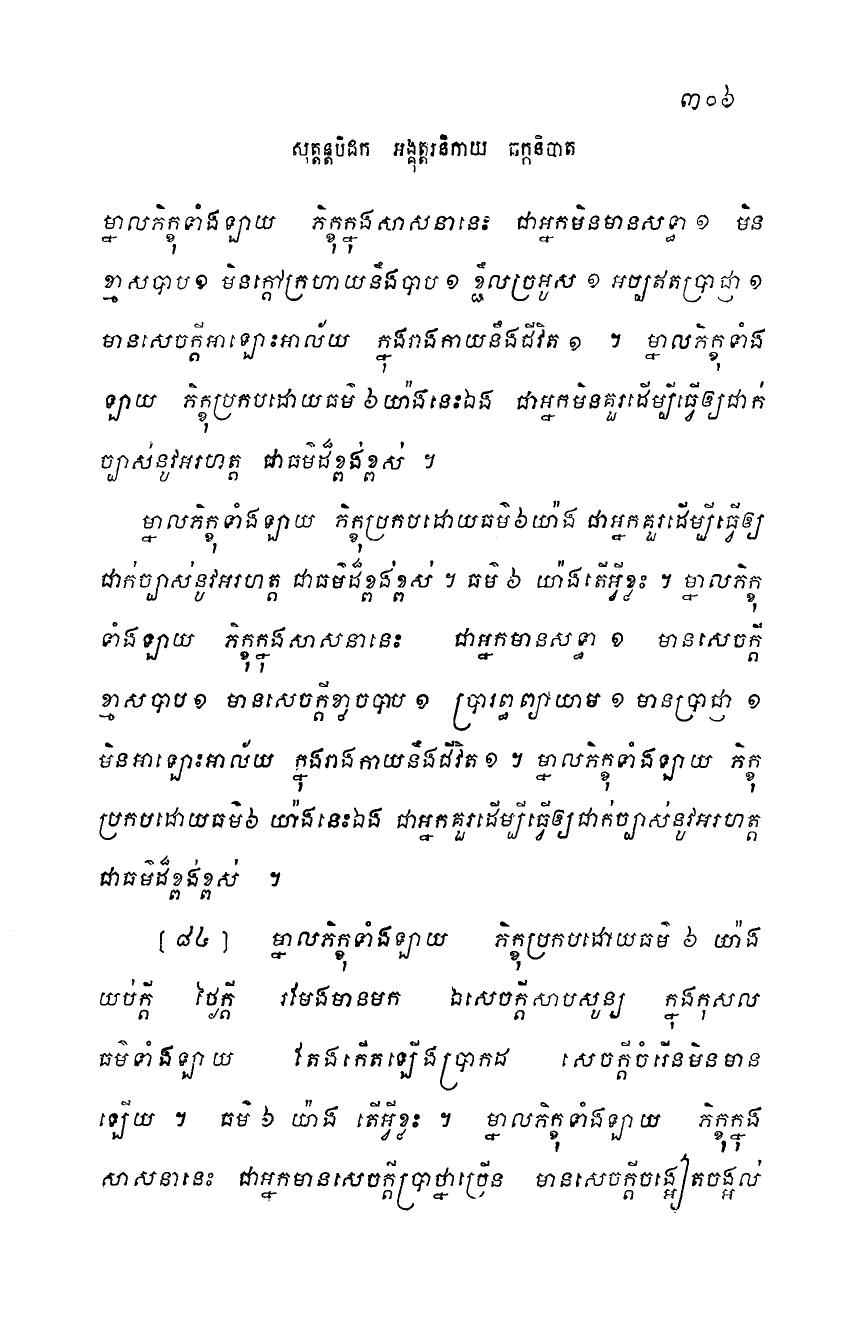 ៣០៦
សុត្តន្តបិដក អង្គុត្តរនិកាយ ឆក្កនិបាត
ម្នាលភិក្ខុទាំងឡាយ ភិក្ខុក្នុងសាសនានេះ ជាអ្នកមិនមានសទ្ធា ១ មិន
ខ្មាសបាប ១ មិនក្តៅក្រហាយនឹងបាប ១ ខ្ជិលច្រអូស ១ អប្បឥតប្រាជ្ញា ១
មានសេចក្តីអាឡោះអាល័យ ក្នុងរាងកាយនឹងជីវិត ១ ។ ម្នាលភិក្ខុទាំង
ឡាយ ភិក្ខុប្រកបដោយធម៌ ៦ យ៉ាងនេះឯង ជាអ្នកមិនគួរដើម្បីធ្វើឲ្យជាក់
ច្បាស់នូវអរហត្ត ជាធម៌ដ៏ខ្ពង់ខ្ពស់ ។
ម្នាលភិក្ខុទាំងឡាយ ភិក្ខុប្រកបដោយធម៌ ៦ យ៉ាង ជាអ្នកគួរដើម្បីធ្វើឲ្យ
ជាក់ច្បាស់នូវអរហត្ត ជាធម៌ដ៏ខ្ពង់ខ្ពស់ ។ ធម៌ ៦ យ៉ាងតើអ្វីខ្លះ ។ ម្នាលភិក្ខុ
ទាំងឡាយ ភិក្ខុក្នុងសាសនានេះ ជាអ្នកមានសទ្ធា ១ មានសេចក្តី
ខ្មាសបាប ១ មានសេចក្តីខ្លាចបាប ១ ប្រារព្ធព្យាយាម ១ មានប្រាជ្ញា ១
មិនអាឡោះអាល័យ ក្នុងរាងកាយនឹងជីវិត ១ ។ ម្នាលភិក្ខុទាំងឡាយ ភិក្ខុ
ប្រកបដោយធម៌ ៦ យ៉ាងនេះឯង ជាអ្នកគួរដើម្បីធ្វើឲ្យជាក់ច្បាស់នូវអរហត្ត
ជាធម៌ដ៏ខ្ពង់ខ្ពស់ ។
[ ៨៤ ] ម្នាលភិក្ខុទាំងឡាយ ភិក្ខុប្រកបដោយធម៌ ៦ យ៉ាង
យប់ក្តី ថ្ងៃក្តី រមែងមានមក ឯសេចក្តីសាបសូន្យ ក្នុងកុសល
ធម៌ទាំងឡាយ តែងកើតឡើងប្រាកដ សេចក្តីចំរើនមិនមាន
ឡើយ ។ ធម៌ ៦ យ៉ាង តើអ្វីខ្លះ ។ ម្នាលភិក្ខុទាំងឡាយ ភិក្ខុក្នុង
សាសនានេះ ជាអ្នកមានសេចក្តីប្រាថ្នាច្រើន មានសេចក្តីចង្អៀតចង្អល់